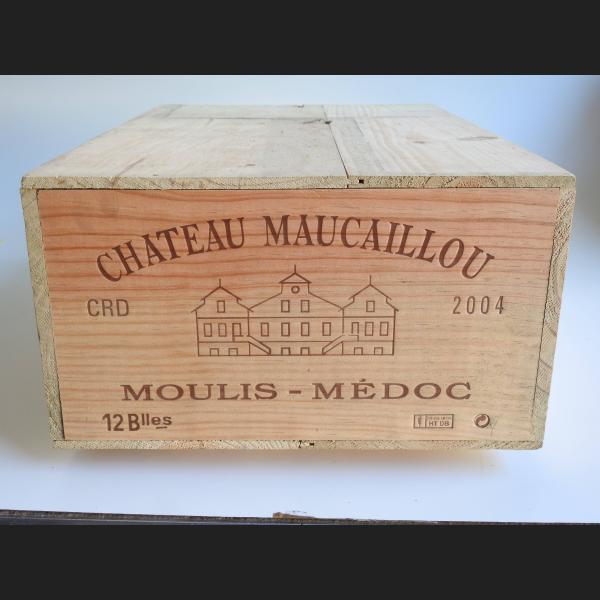 CHATEAU MAUCAILLOU
CRD 2004
MOULIS - MÉDOC
12 Blles
HT DB